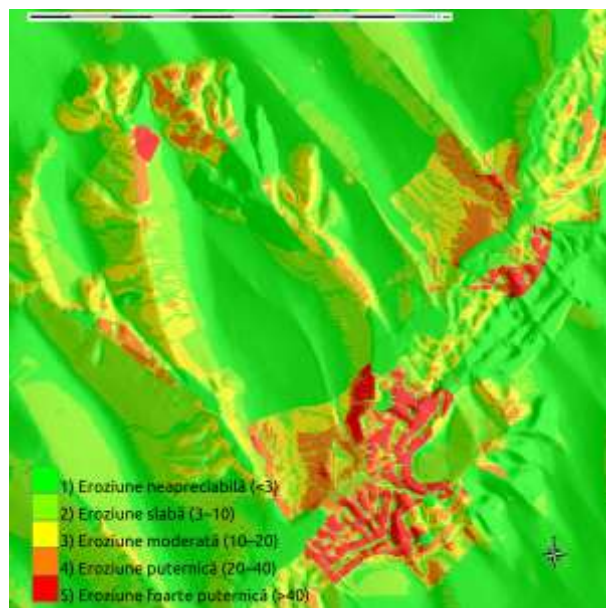 1) Eroziune neapreciabilă (<3)
2) Eroziune slabă (3–10)
3) Eroziune moderată (10–20)
4) Eroziune puternică (20–40)
5) Eroziune foarte puternică (>40)